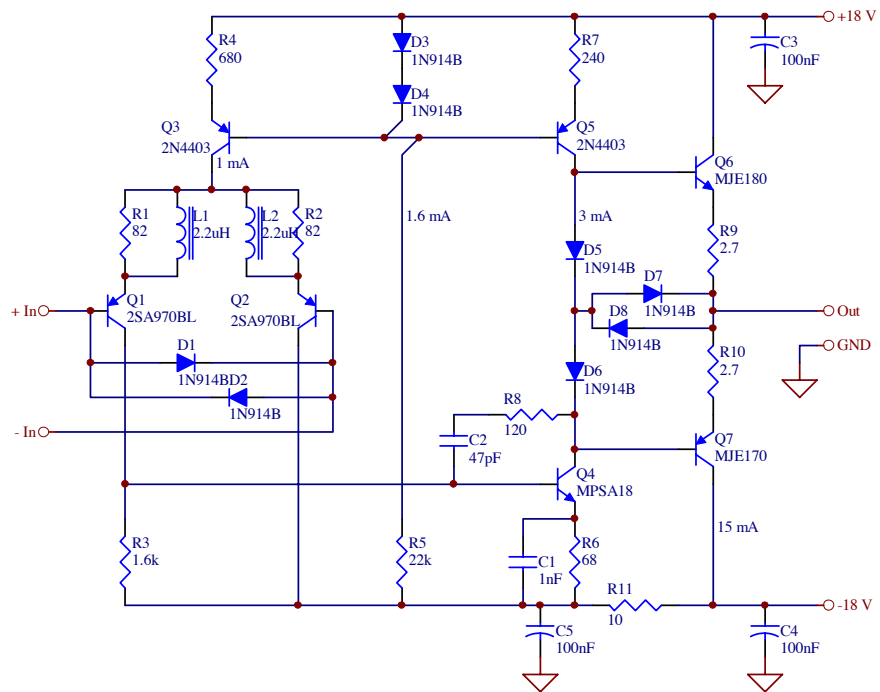 +18 V
R4
680
D3
1N914B
R7
240
C3
100nF
D4
1N914B
Q3
2N4403
1 mA
Q5
2N4403
Q6
MJE180
R1
82
L1
2.2uH
L2
2.2uH
R2
82
1.6 mA
3 mA
R9
2.7
D5
1N914B
D7
1N914B
Q1
2SA970BL
Q2
2SA970BL
+ In
Out
D8
1N914B
D1
1N914B
D2
1N914B
GND
R10
2.7
D6
1N914B
R8
120
- In
C2
47pF
Q7
MJE170
Q4
MPSA18
15 mA
R3
1.6k
R5
22k
C1
1nF
R6
68
R11
10
-18 V
C5
100nF
C4
100nF